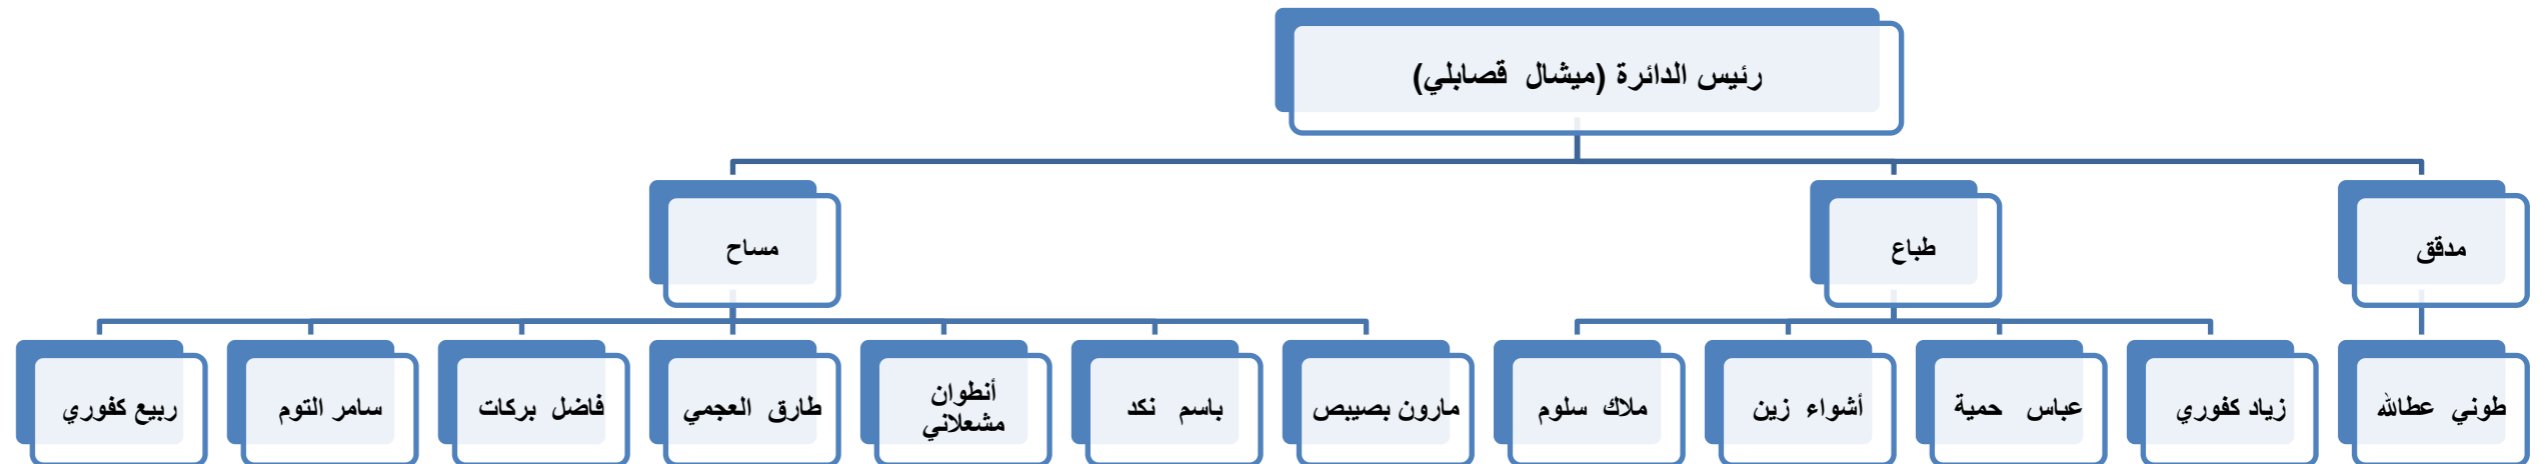 رئيس الدائرة (ميشال قصابلي)
مدقق
طباع
مساح
طوني عطالله
زياد كفوري
عباس حمية
أشواء زين
ملاك سلوم
مارون بصيبص
باسم نكد
أنطوان
مشعلاني
طارق العجمي
فاضل بركات
سامر التوم
ربيع كفوري